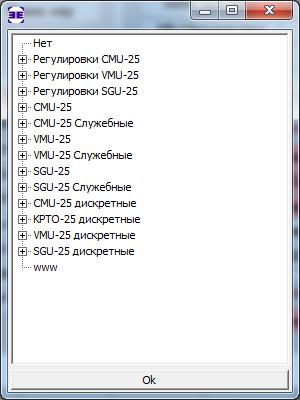 Нет
Регулировки CMU-25
Регулировки VMU-25
Регулировки SGU-25
CMU-25
CMU-25 Служебные
VMU-25
VMU-25 Служебные
SGU-25
SGU-25 Служебные
CMU-25 дискретные
КРТО-25 дискретные
VMU-25 дискретные
SGU-25 дискретные
www
Ok